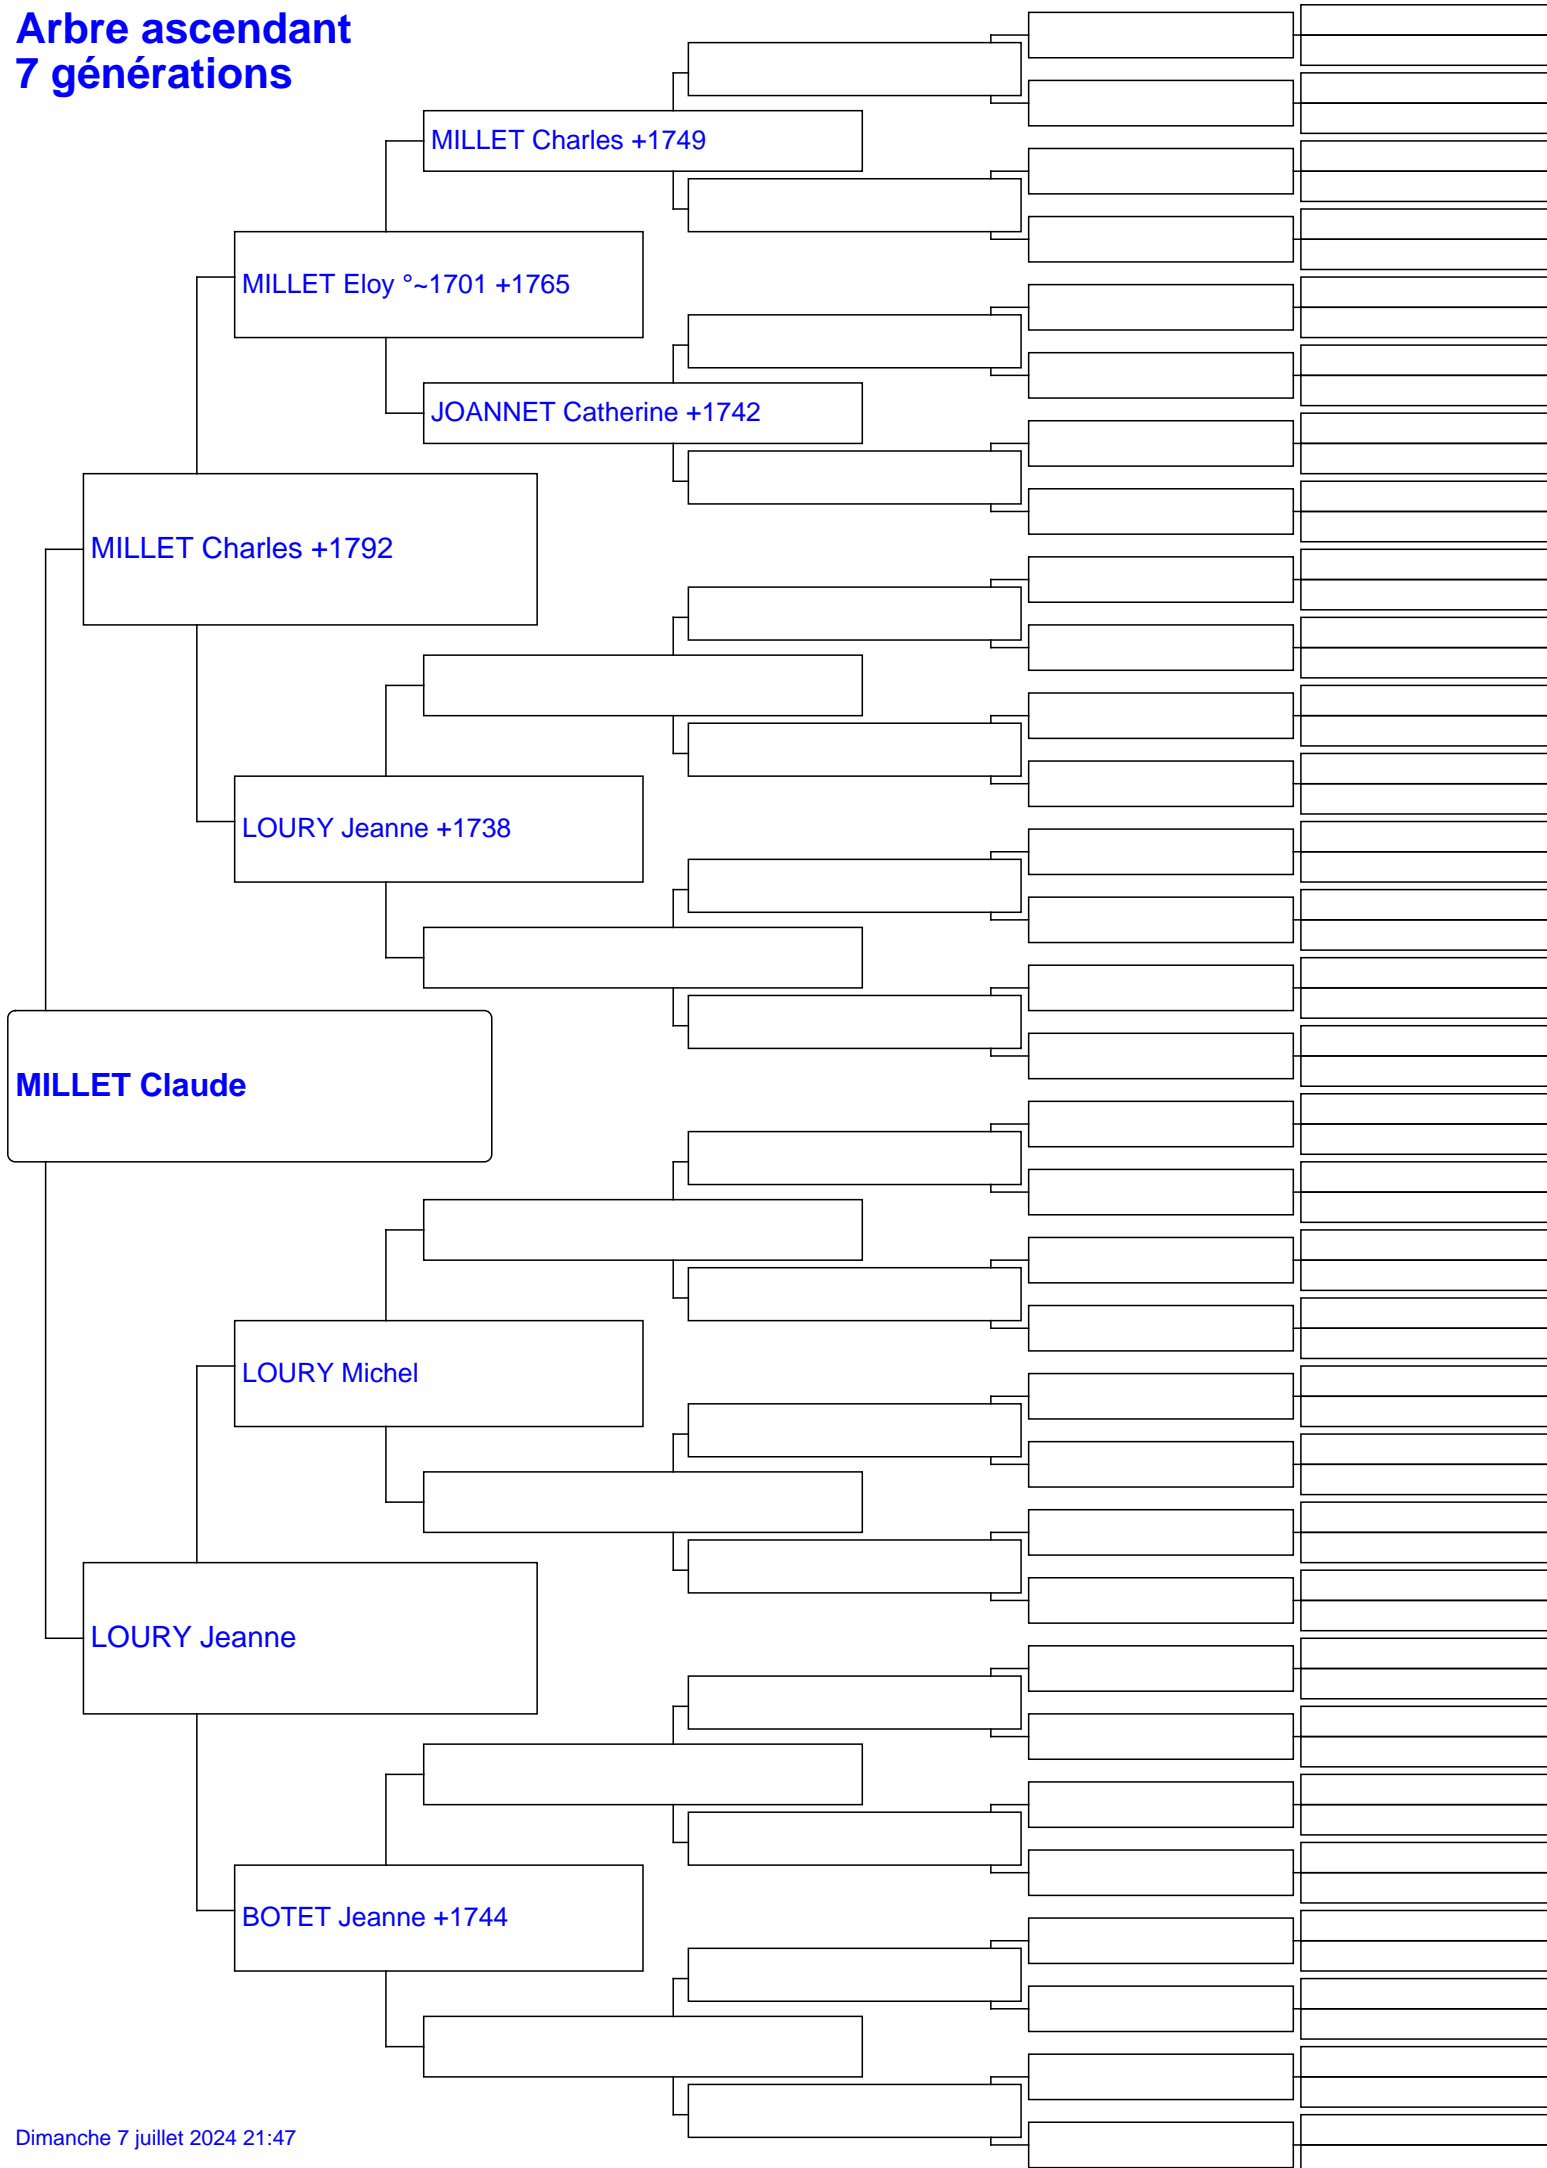 Arbre ascendant
7 générations
MILLET Charles +1749
MILLET Eloy °~1701 +1765
JOANNET Catherine +1742
MILLET Charles +1792
LOURY Jeanne +1738
MILLET Claude
LOURY Michel
LOURY Jeanne
BOTET Jeanne +1744
Dimanche 7 juillet 2024 21:47